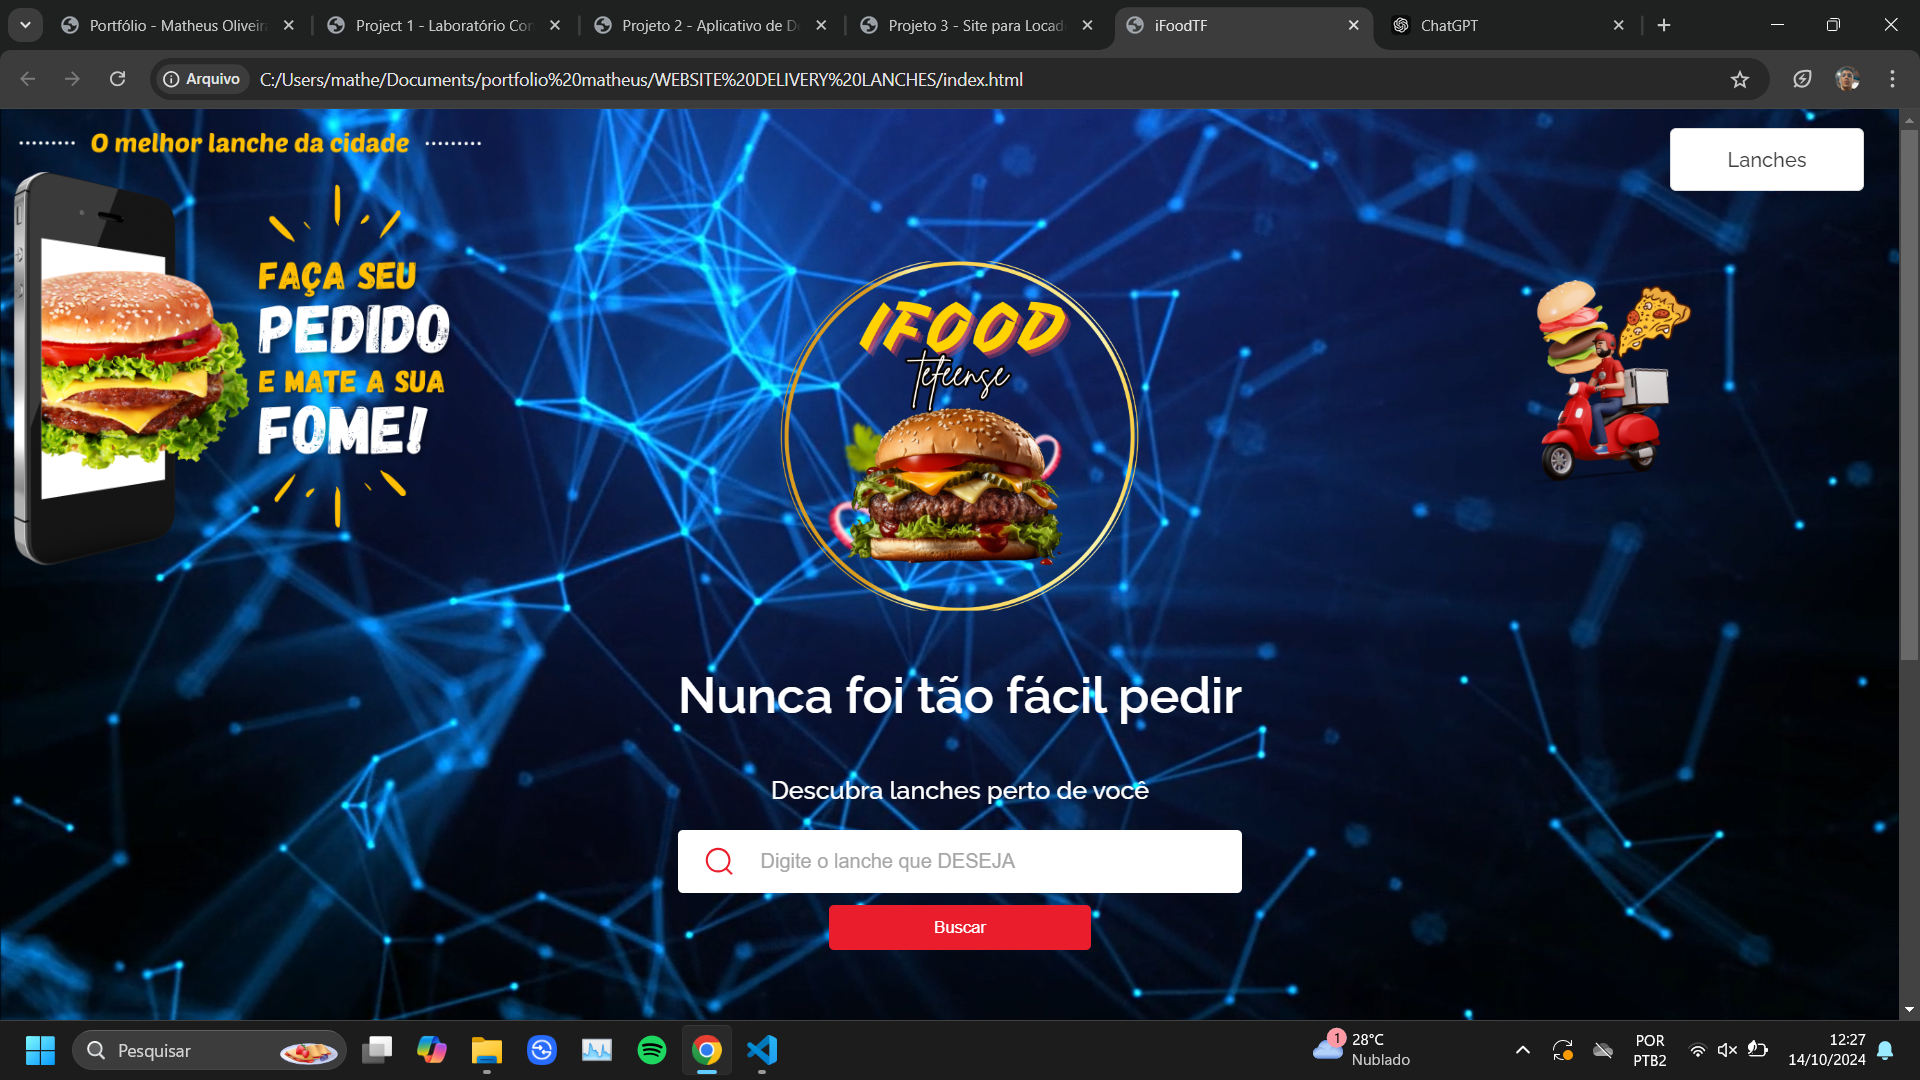 Portfólio - Matheus Oliveira
Project 1 - Laboratório Con
Projeto 2 - Aplicativo de D
Projeto 3 - Site para Locad
iFoodTF
ChatGPT
Arquivo
C:/Users/mathe/Documents/portfolio%20matheus/WEBSITE%20DELIVERY%20LANCHES/index.html
O melhor lanche da cidade
Lanches
FAÇA SEU
PEDIDO
E MATE A SUA
FOME!
IFOOD
Tefeense
Nunca foi tão fácil pedir
Descubra lanches perto de você
Digite o lanche que DESEJA
Buscar
Pesquisar
1
28°C
Nublado
POR
PTB2
12:27
14/10/2024